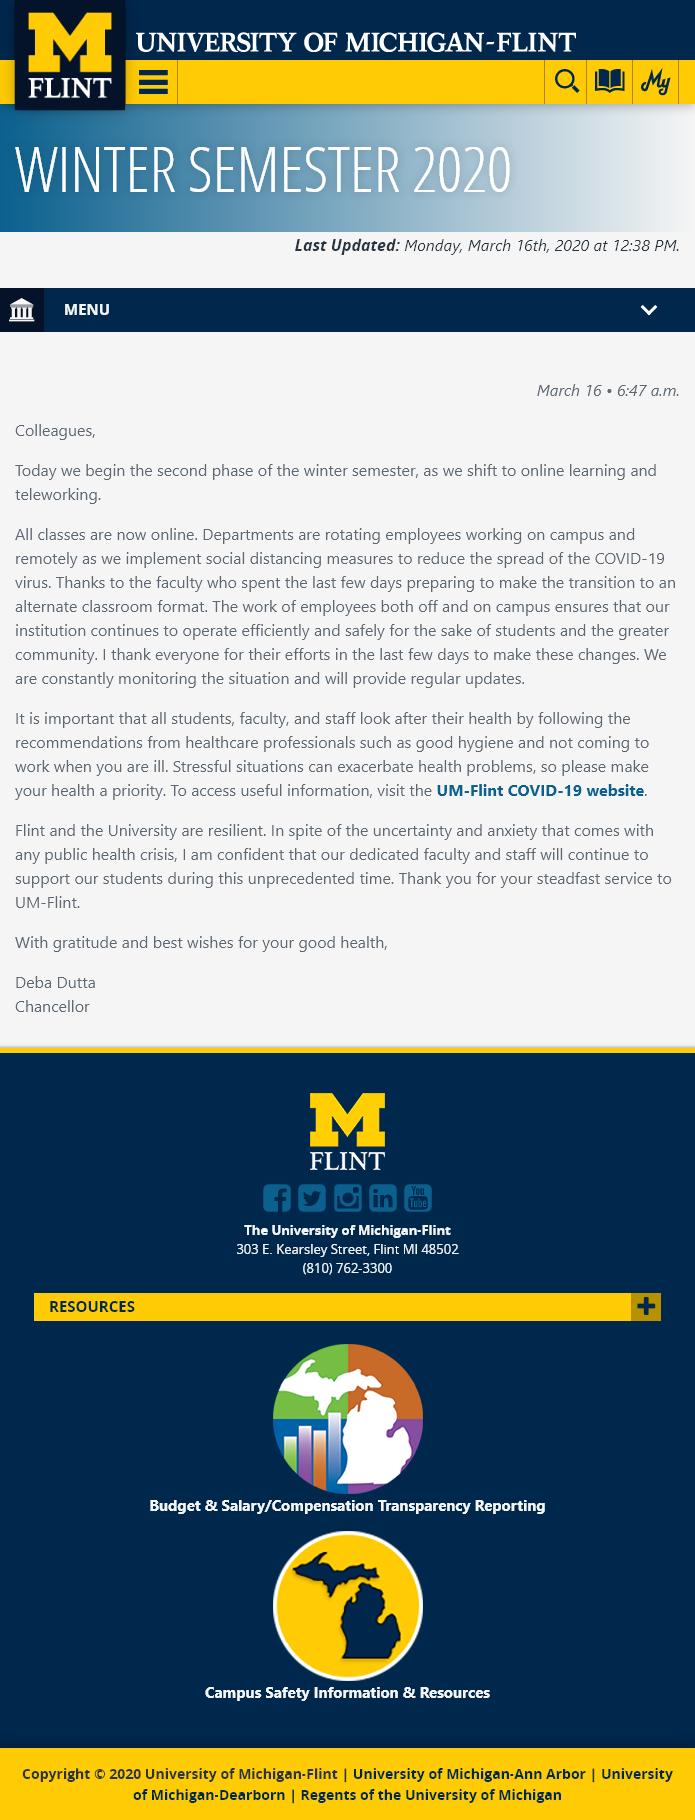 M
FLINT
UNIVERSITY OF MICHIGAN-FLINT
My
WINTER SEMESTER 2020
Last Updated: Monday, March 16th, 2020 at 12:38 PM.
MENU
March 16 • 6:47 a.m.
Colleagues,
Today we begin the second phase of the winter semester, as we shift to online learning and
teleworking.
All classes are now online. Departments are rotating employees working on campus and
remotely as we implement social distancing measures to reduce the spread of the COVID-19
virus. Thanks to the faculty who spent the last few days preparing to make the transition to an
alternate classroom format. The work of employees both off and on campus ensures that our
institution continues to operate efficiently and safely for the sake of students and the greater
community. I thank everyone for their efforts in the last few days to make these changes. We
are constantly monitoring the situation and will provide regular updates.
It is important that all students, faculty, and staff look after their health by following the
recommendations from healthcare professionals such as good hygiene and not coming to
work when you are ill. Stressful situations can exacerbate health problems, so please make
your health a priority. To access useful information, visit the UM-Flint COVID-19 website.
Flint and the University are resilient. In spite of the uncertainty and anxiety that comes with
any public health crisis, I am confident that our dedicated faculty and staff will continue to
support our students during this unprecedented time. Thank you for your steadfast service to
UM-Flint.
With gratitude and best wishes for your good health,
Deba Dutta
Chancellor
M
FLINT
You
Tube
The University of Michigan-Flint
303 E. Kearsley Street, Flint MI 48502
(810) 762-3300
RESOURCES
Budget & Salary/Compensation Transparency Reporting
Campus Safety Information & Resources
Copyright © 2020 University of Michigan-Flint | University of Michigan-Ann Arbor | University
of Michigan-Dearborn | Regents of the University of Michigan